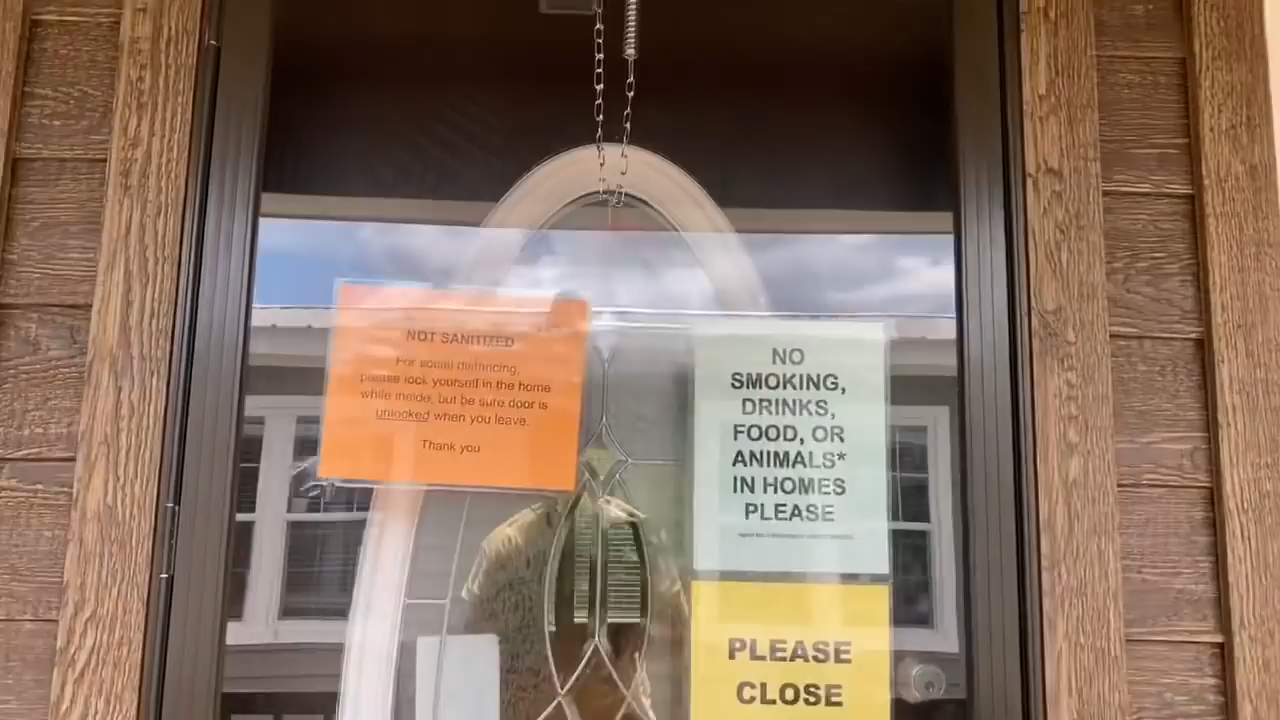 NOT SANITIZED
For social distancing,
please lock yourself in the home
while inside, but be sure door is
unlocked when you leave.
Thank you
NO
SMOKING,
DRINKS,
FOOD, OR
ANIMALS*
IN HOMES
PLEASE
PLEASE
CLOSE